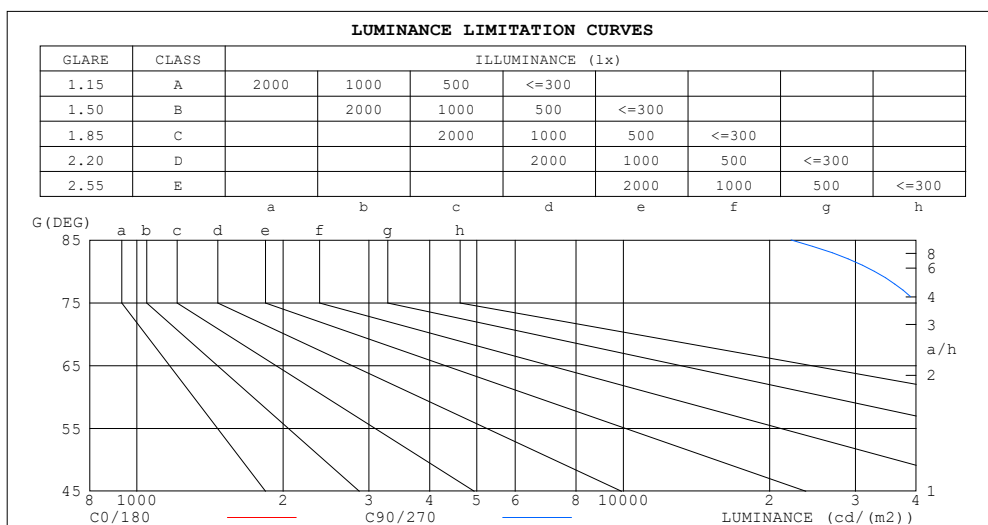 LUMINANCE LIMITATION CURVES
GLARE CLASS ILLUMINANCE (lx)
1.15 A 2000 1000 500 <=300
1.50 B 2000 1000 500 <=300
1.85 C 2000 1000 500 <=300
2.20 D 2000 1000 500 <=300
2.55 E 2000 1000 500 <=300
a b c d e f g h
G(DEG)
a b c d e f g h
85
8
6
75 4
3
a/h
65 2
55
45 1
8 1000 2 3 4 5 6 8 10000 2 3 4
C0/180 C90/270 LUMINANCE (cd/(m2))